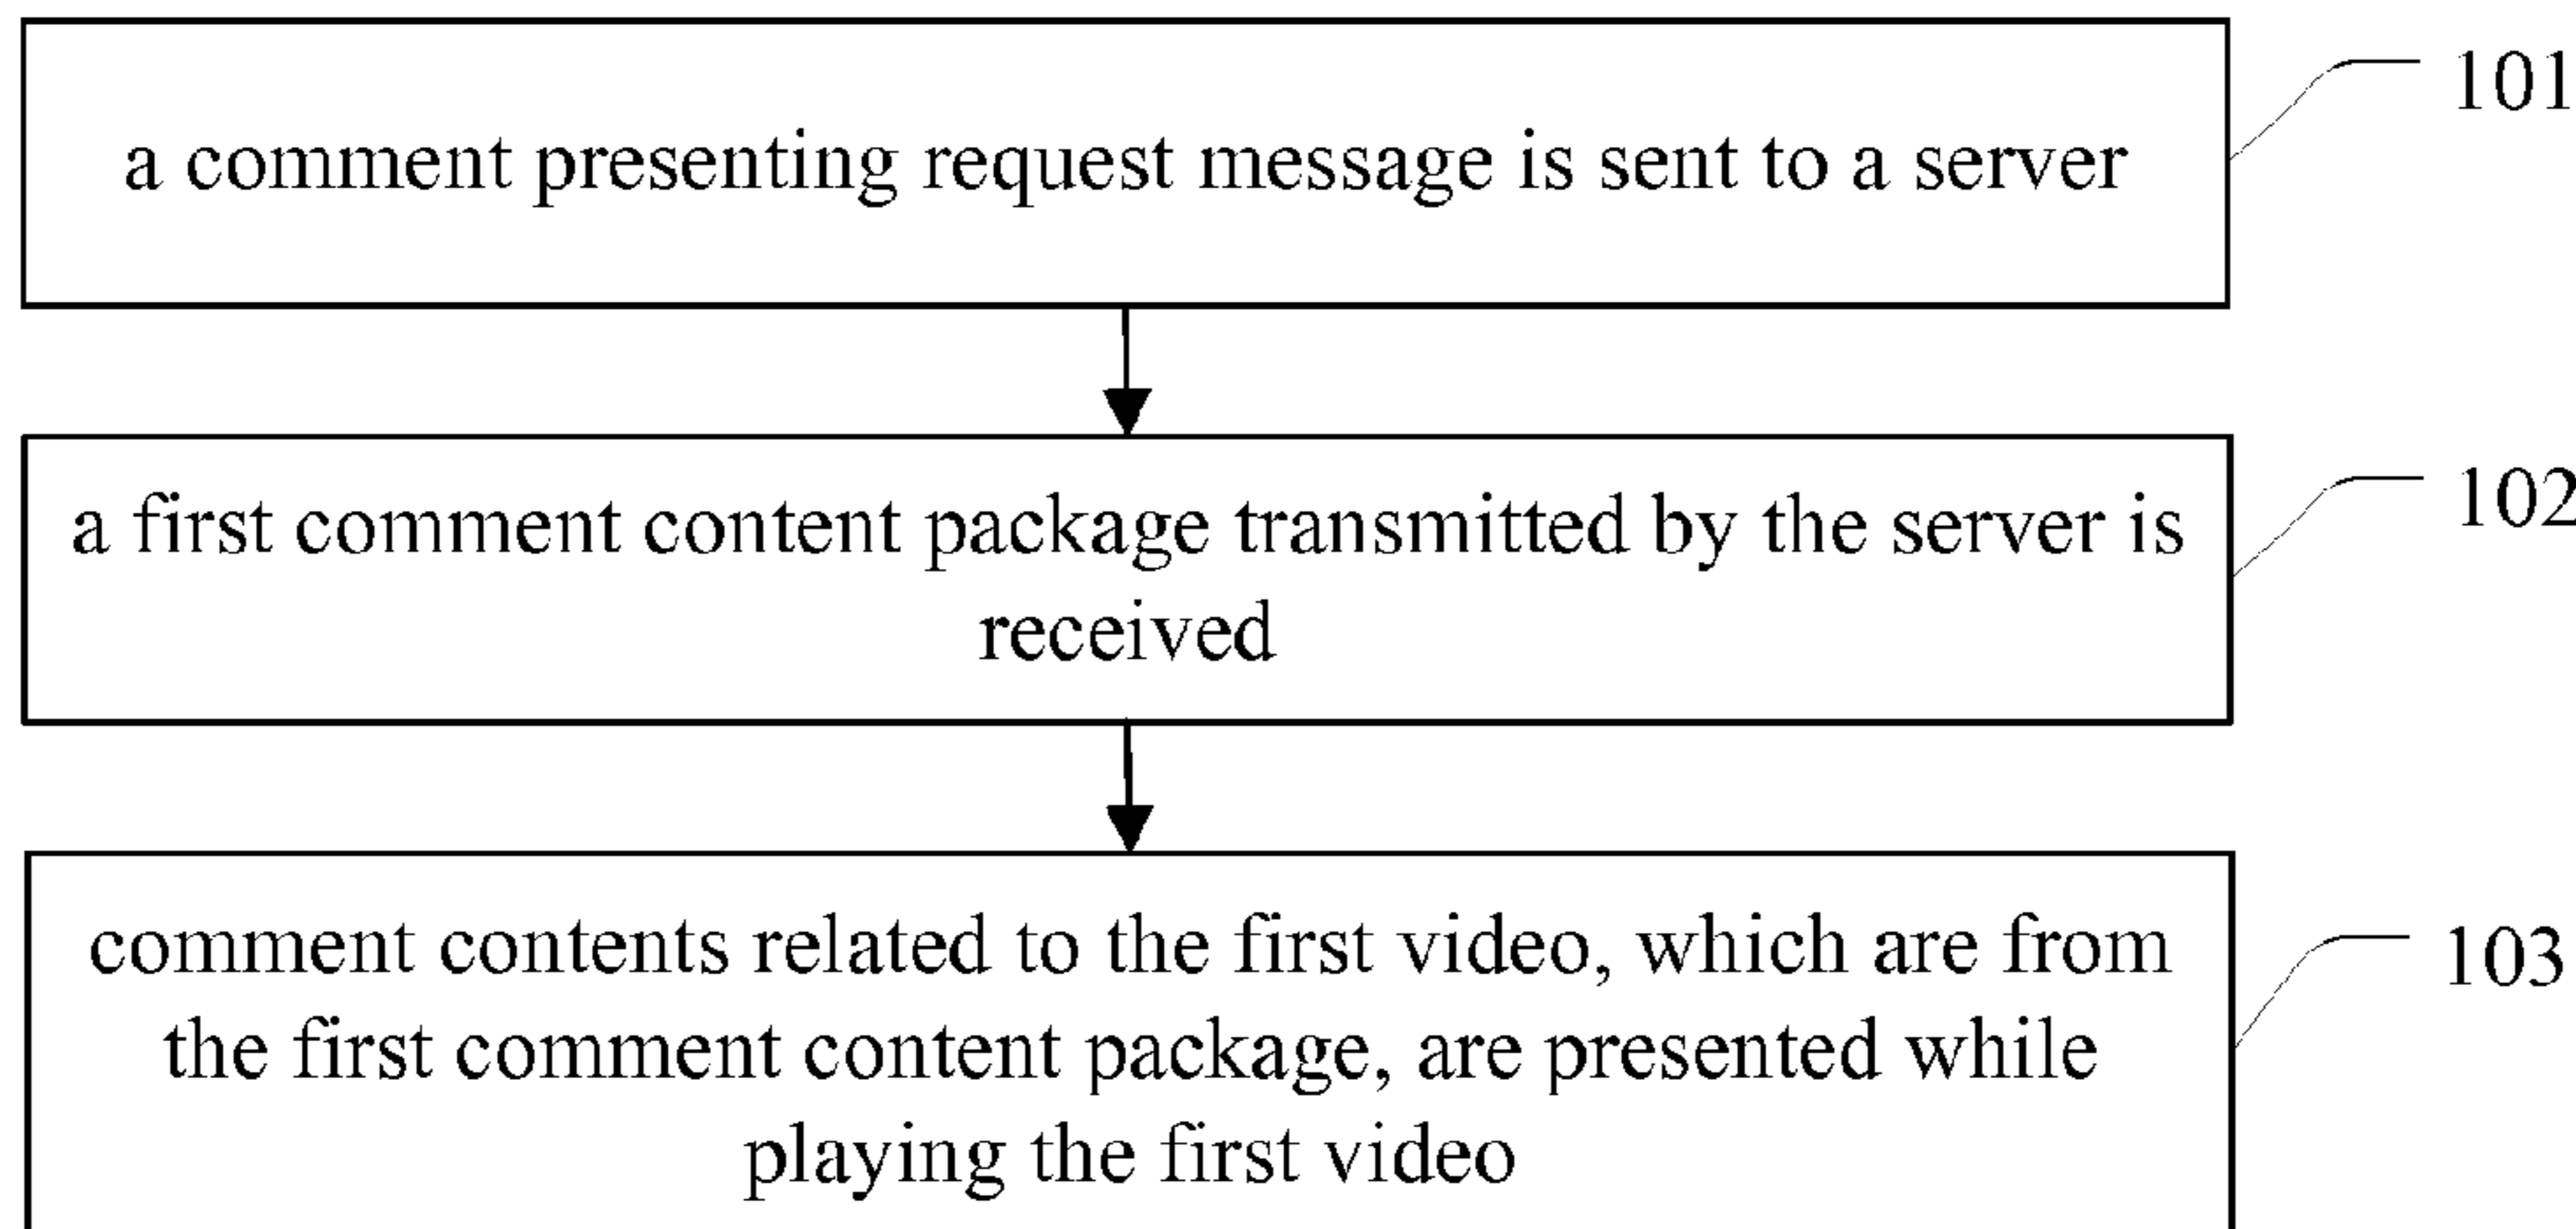 a comment presenting request message is sent to a server
101
a first comment content package transmitted by the server is
received
102
comment contents related to the first video, which are from
the first comment content package, are presented while
playing the first video
103